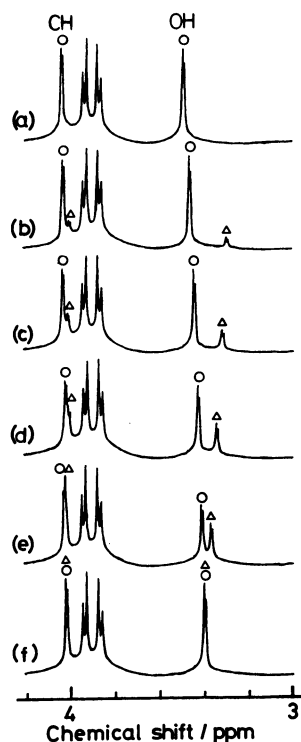 CH OH
(a)
(b)
(c)
(d)
(e)
(f)
4 3
Chemical shift / ppm